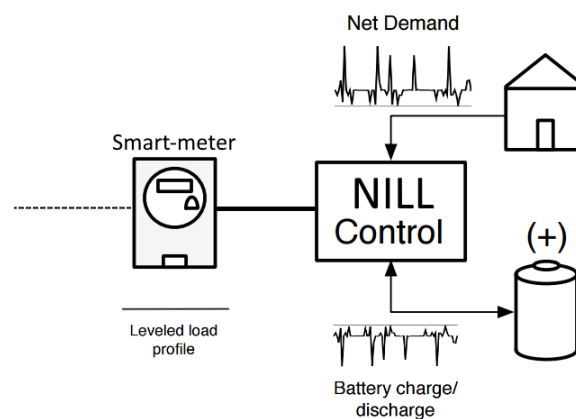 Net Demand
Smart-meter
NILL
Control
(+)
Leveled load
profile
Battery charge/
discharge